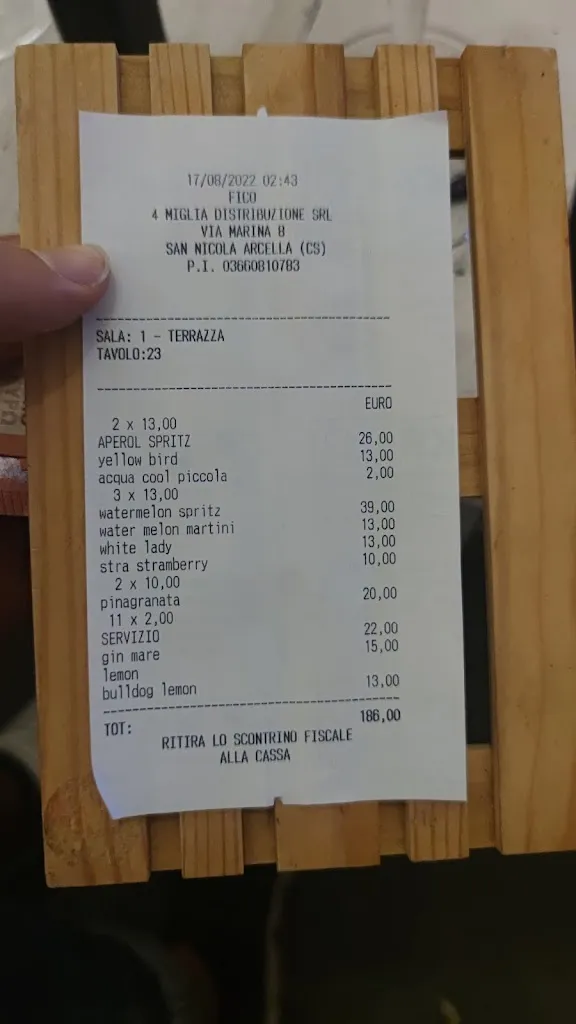 17/08/2022 02:43
FICO
4 MIGLIA DISTRIBUZIONE SRL
VIA MARINA 8
SAN NICOLA ARCELLA (CS)
P.I. 03660810783
SALA: 1 - TERRAZZA
TAVOLO:23
EURO
2 x 13,00
APEROL SPRITZ 26,00
yellow bird 13,00
acqua cool piccola 2,00
3 x 13,00
watermelon spritz 39,00
water melon martini 13,00
white lady 13,00
stra stramberry 10,00
2 x 10,00
pinagranata 20,00
11 x 2,00
SERVIZIO 22,00
gin mare 15,00
lemon
bulldog lemon 13,00
TOT: 186,00
RITIRA LO SCONTRINO FISCALE
ALLA CASSA